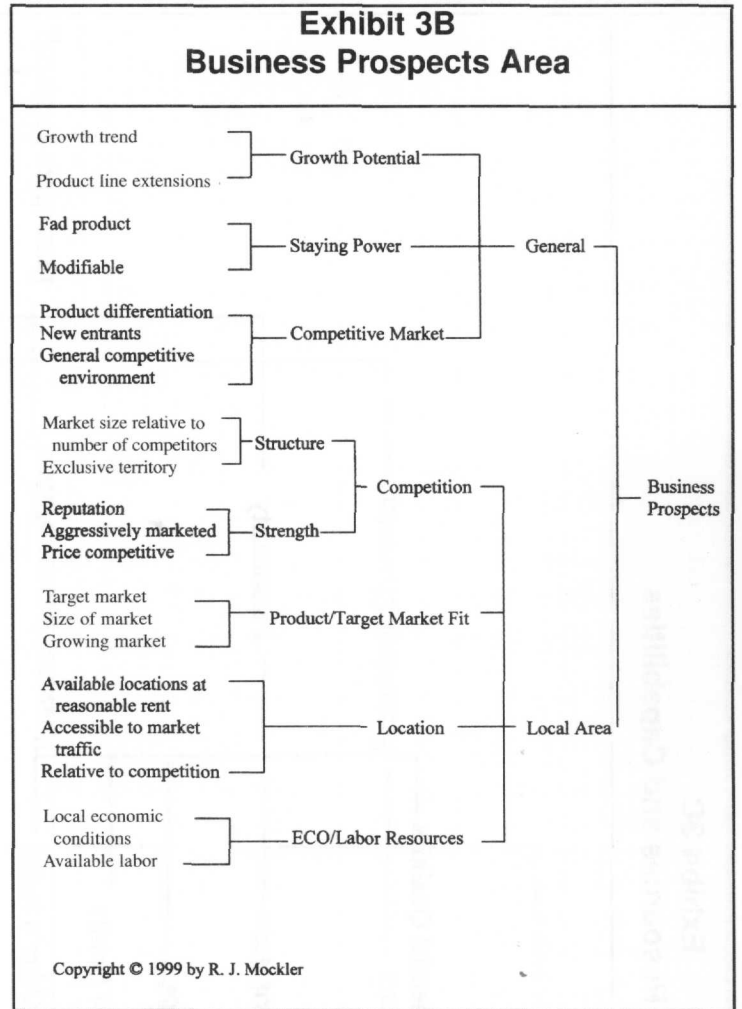 Exhibit 3B
Business Prospects Area
Growth trend
Product line extensions
Growth Potential
Fad product
Modifiable
Staying Power
General
Product differentiation
New entrants
General competitive
environment
Competitive Market
Market size relative to
number of competitors
Exclusive territory
Structure
Competition
Reputation
Aggressively marketed
Price competitive
Strength
Business
Prospects
Target market
Size of market
Growing market
Product/Target Market Fit
Available locations at
reasonable rent
Accessible to market
traffic
Relative to competition
Location
Local Area
Local economic
conditions
Available labor
ECO/Labor Resources
Copyright © 1999 by R. J. Mockler